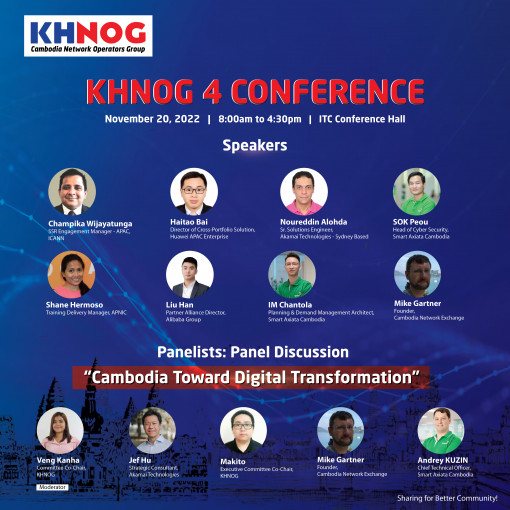 KHNOG
Cambodia Network Operators Group
KHNOG 4 CONFERENCE
November 20, 2022 | 8:00am to 4:30pm | ITC Conference Hall
Speakers
Champika Wijayatunga
SSR Engagement Manager - APAC,
ICANN
Haitao Bai
Director of Cross-Portfolio Solution,
Huawei APAC Enterprise
Noureddin Alohda
Sr. Solutions Engineer,
Akamai Technologies - Sydney Based
SOK Peou
Head of Cyber Security,
Smart Axiata Cambodia
Shane Hermoso
Training Delivery Manager, APNIC
Liu Han
Partner Alliance Director,
Alibaba Group
IM Chantola
Planning & Demand Management Architect,
Smart Axiata Cambodia
Mike Gartner
Founder,
Cambodia Network Exchange
Panelists: Panel Discussion
“Cambodia Toward Digital Transformation”
Veng Kanha
Committee Co-Chair,
KHNOG
Moderator
Jef Hu
Strategic Consultant,
Akamai Technologies
Makito
Executive Committee Co-Chair,
KHNOG
Mike Gartner
Founder,
Cambodia Network Exchange
Andrey KUZIN
Chief Technical Officer,
Smart Axiata Cambodia
Sharing for Better Community!